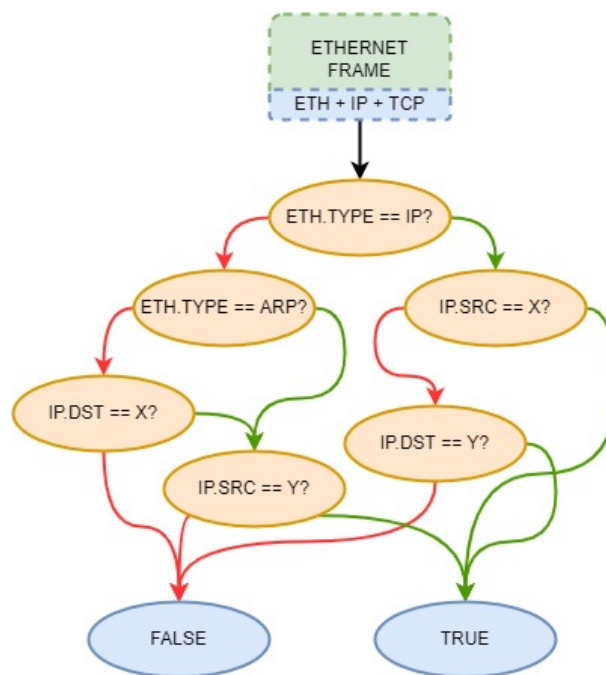 ETHERNET
FRAME
ETH + IP + TCP
ETH.TYPE == IP?
ETH.TYPE == ARP?
IP.SRC == X?
IP.DST == X?
IP.DST == Y?
IP.SRC == Y?
FALSE
TRUE